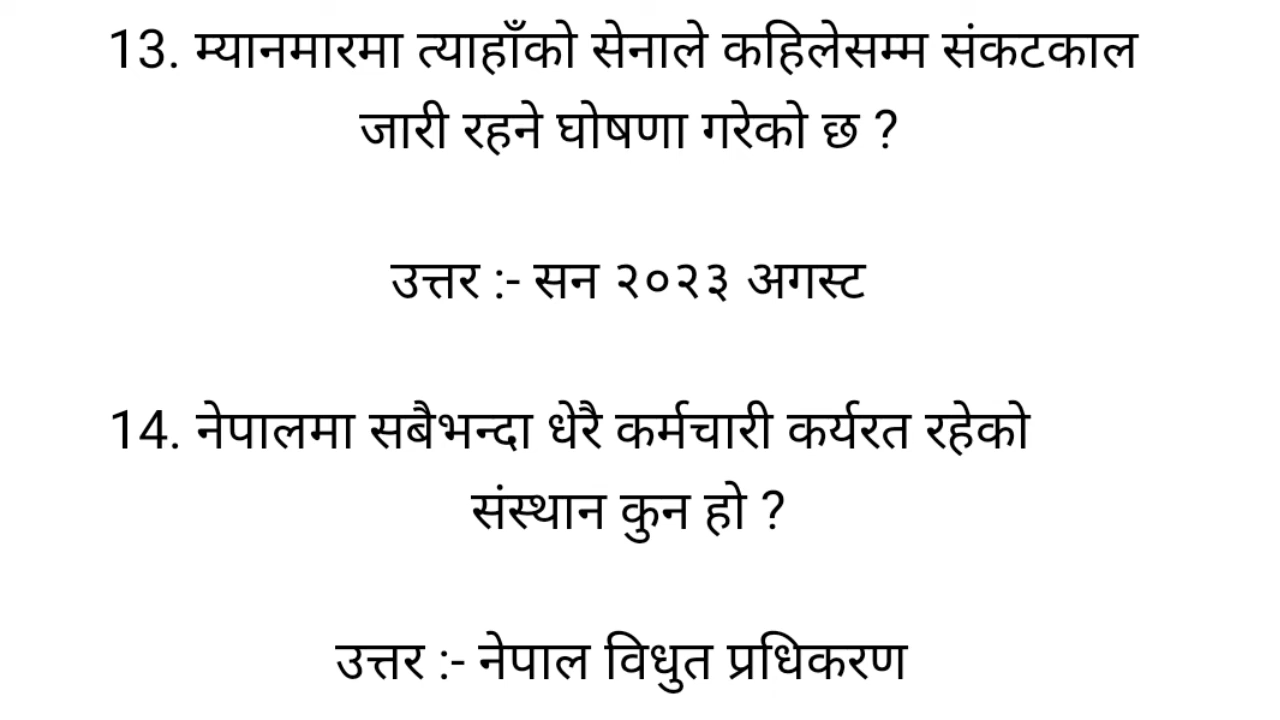 13. म्यानमारमा त्याहाँको सेनाले कहिलेसम्म संकटकाल
जारी रहने घोषणा गरेको छ ?
उत्तर :- सन २०२३ अगस्ट
14. नेपालमा सबैभन्दा धेरै कर्मचारी कर्यरत रहेको
संस्थान कुन हो ?
उत्तर :- नेपाल विधुत प्रधिकरण